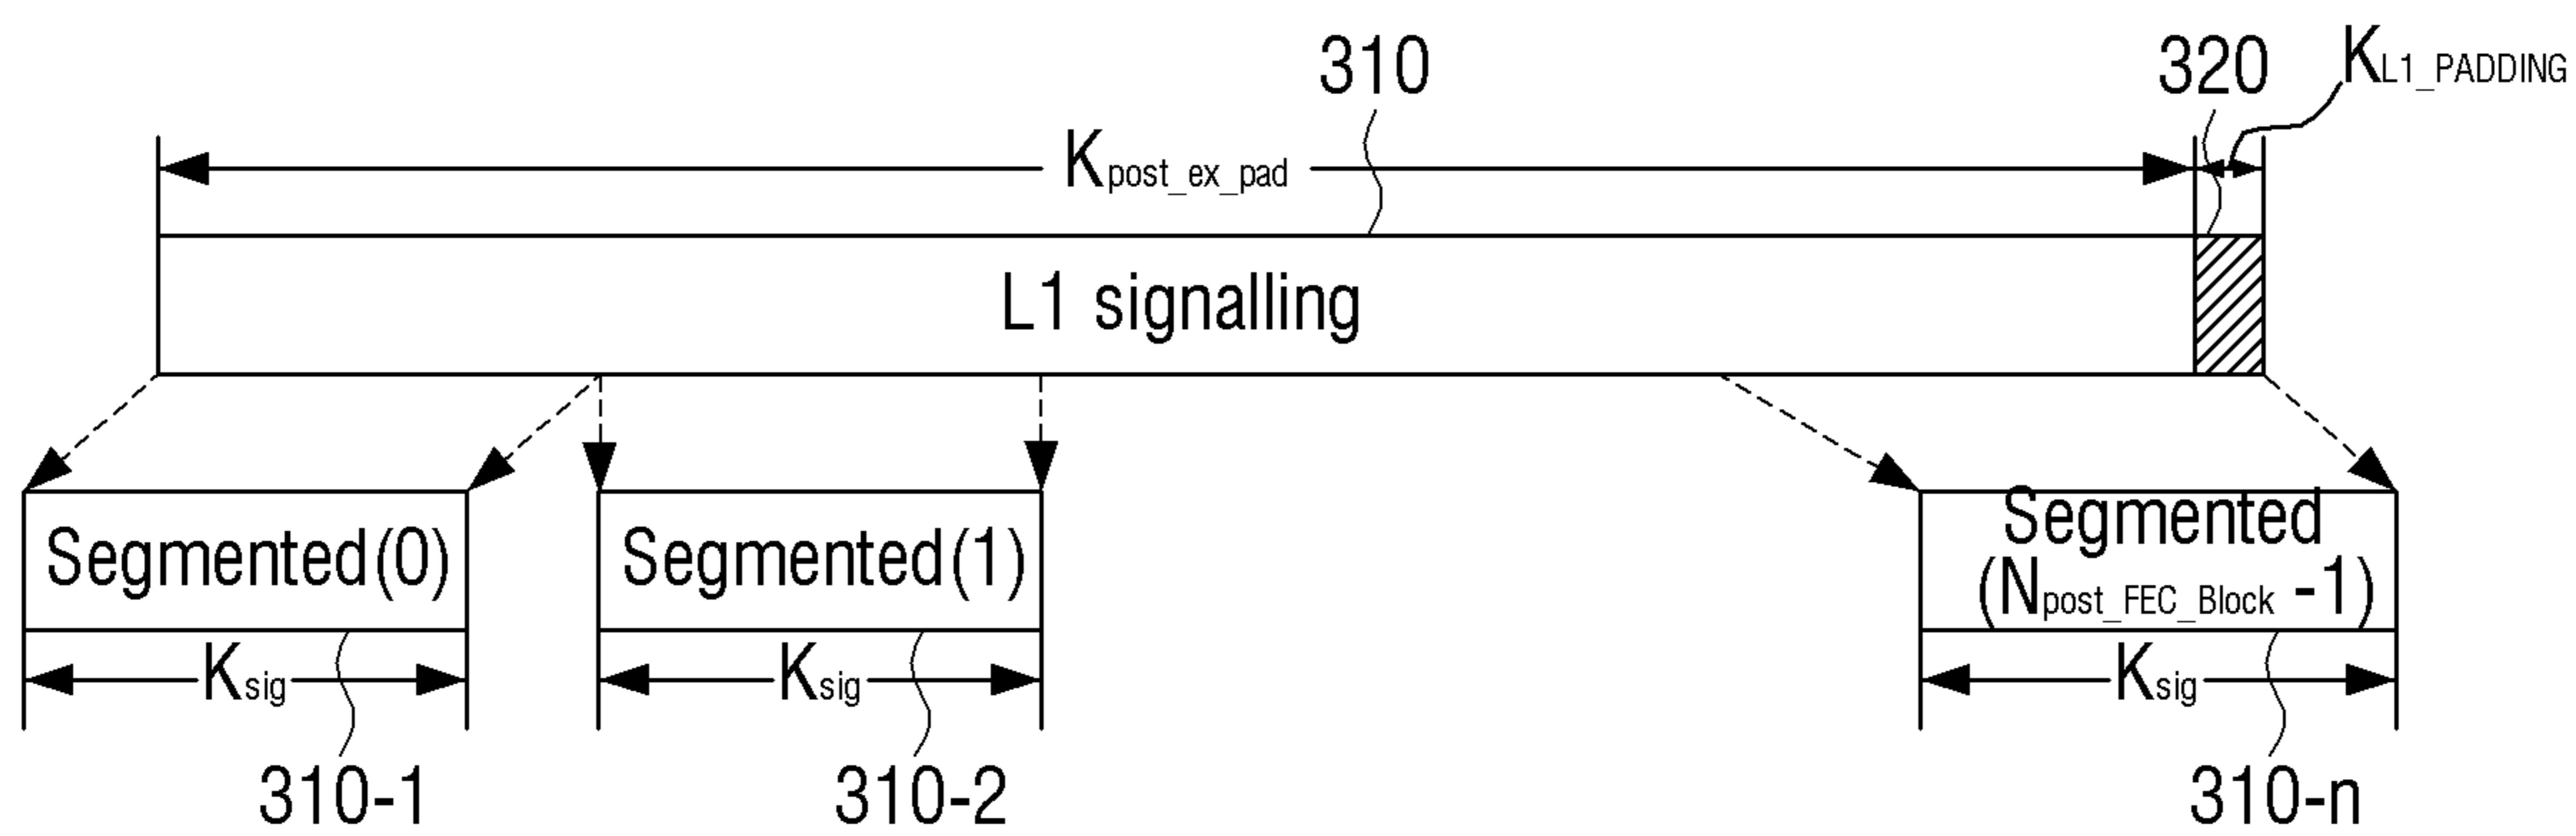 310
320
KL1_PADDING
Kpost_ex_pad
L1 signalling
Segmented(0)
Segmented(1)
Segmented
(Npost_FEC_Block -1)
Ksig
Ksig
Ksig
310-1
310-2
310-n